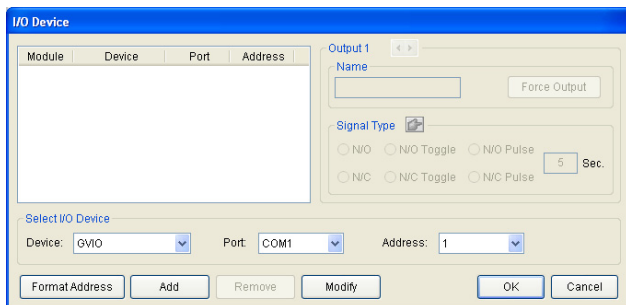 I/O Device
Module Device Port Address
Output 1
Name
Force Output
Signal Type
N/O N/O Toggle N/O Pulse
5 Sec.
N/C N/C Toggle N/C Pulse
Select I/O Device
Device: GVIO Port: COM1 Address: 1
Format Address Add Remove Modify OK Cancel